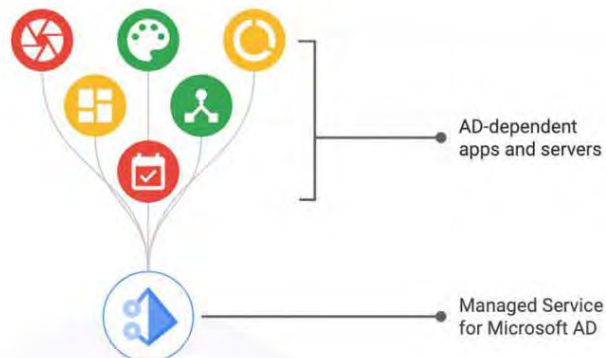 AD-dependent
apps and servers
Managed Service
for Microsoft AD